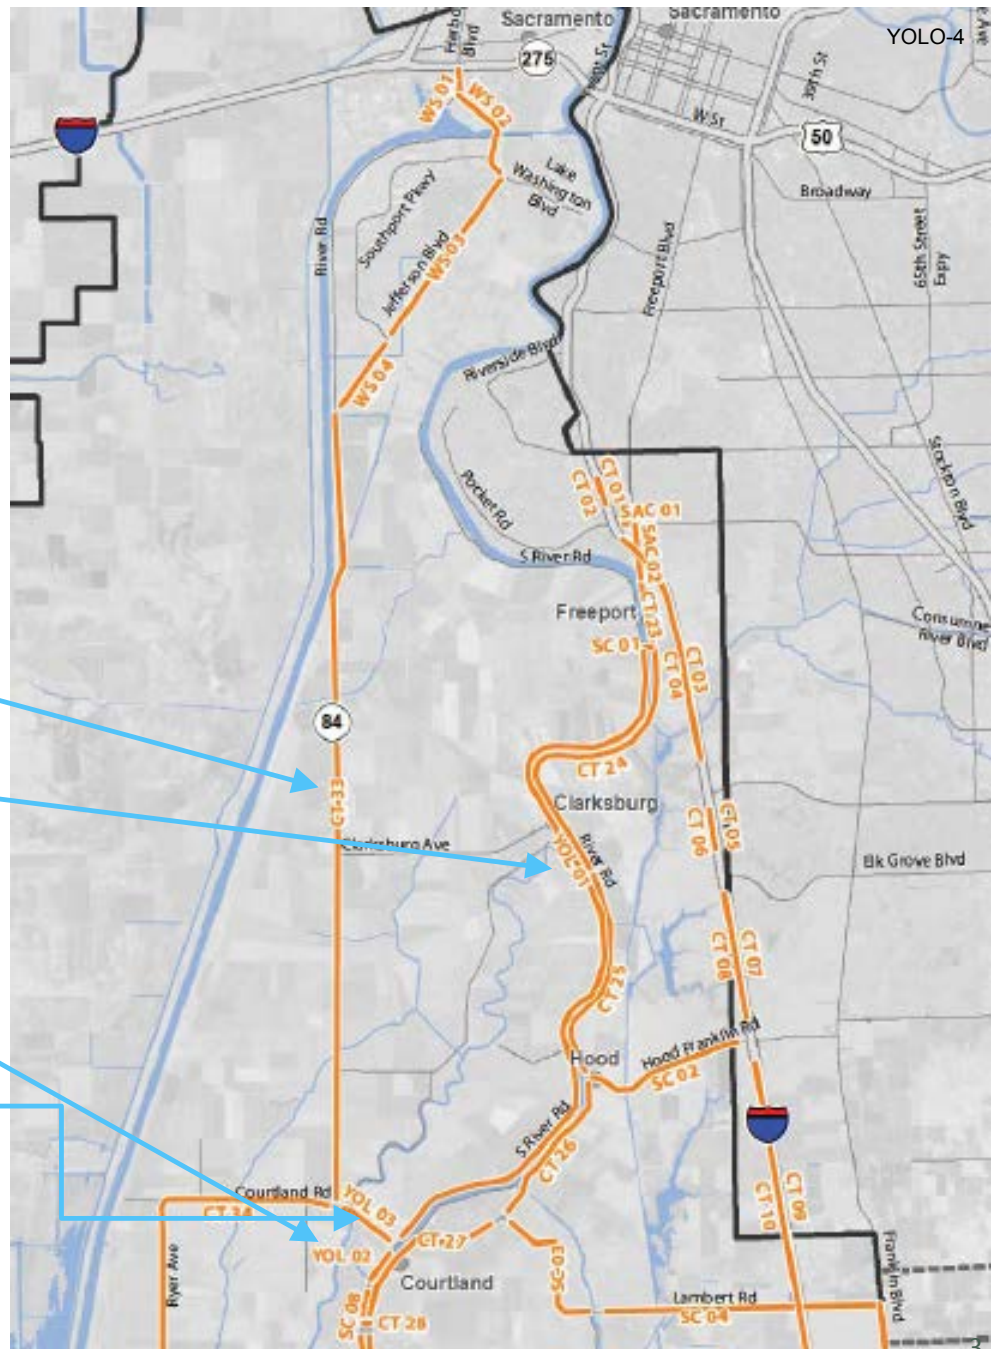 YOLO-4
Sacramento
Sacramento
Harbo
Blvd
275
WS 01
WS 02
W St
30th St
50
Lake
Washington
Blvd
Broadway
65th Street
Expy
Southport Pkwy
River Rd
Jefferson Blvd
WS 03
Freeport Blvd
Riverside Blvd
WS 04
Stockton Blvd
Pocket Rd
CT 01
CT 02
SAC 01
SAC 02
S River Rd
Freeport
CT 23
SC 01
Consumne
River Blvd
CT 03
CT 04
84
CT 24
CT-33
Clarksburg
Clarksburg Ave
YOL-01
River Rd
CT 05
CT 06
Elk Grove Blvd
CT 07
CT 08
CT 25
Hood
Hood Franklin Rd
SC 02
S River Rd
CT 26
Courtland Rd
CT-34
YOL 03
YOL 02
CT-27
CT 09
CT 10
Ryer Ave
Courtland
SC-03
Franklin Blvd
Lambert Rd
SC-04
SC 08
CT 28
3